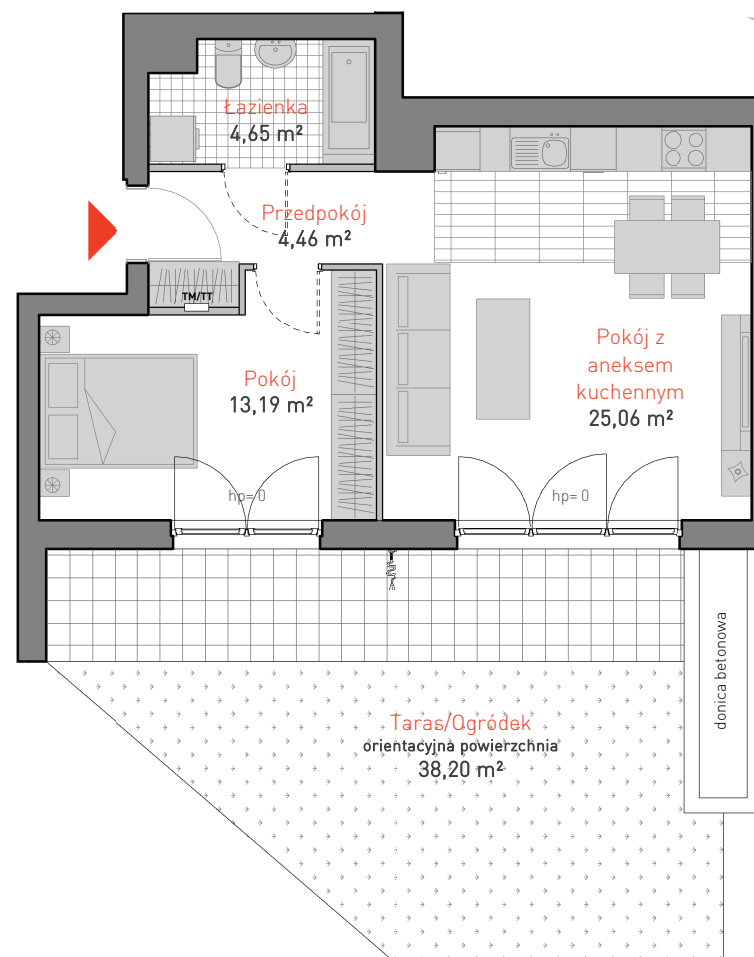 Łazienka
4,65 m²
Przedpokój
4,46 m²
TM/TT
Pokój
13,19 m²
Pokój z
aneksem
kuchennym
25,06 m²
hp= 0
hp= 0
donica betonowa
Taras/Ogródek
orientacyjna powierzchnia
38,20 m²